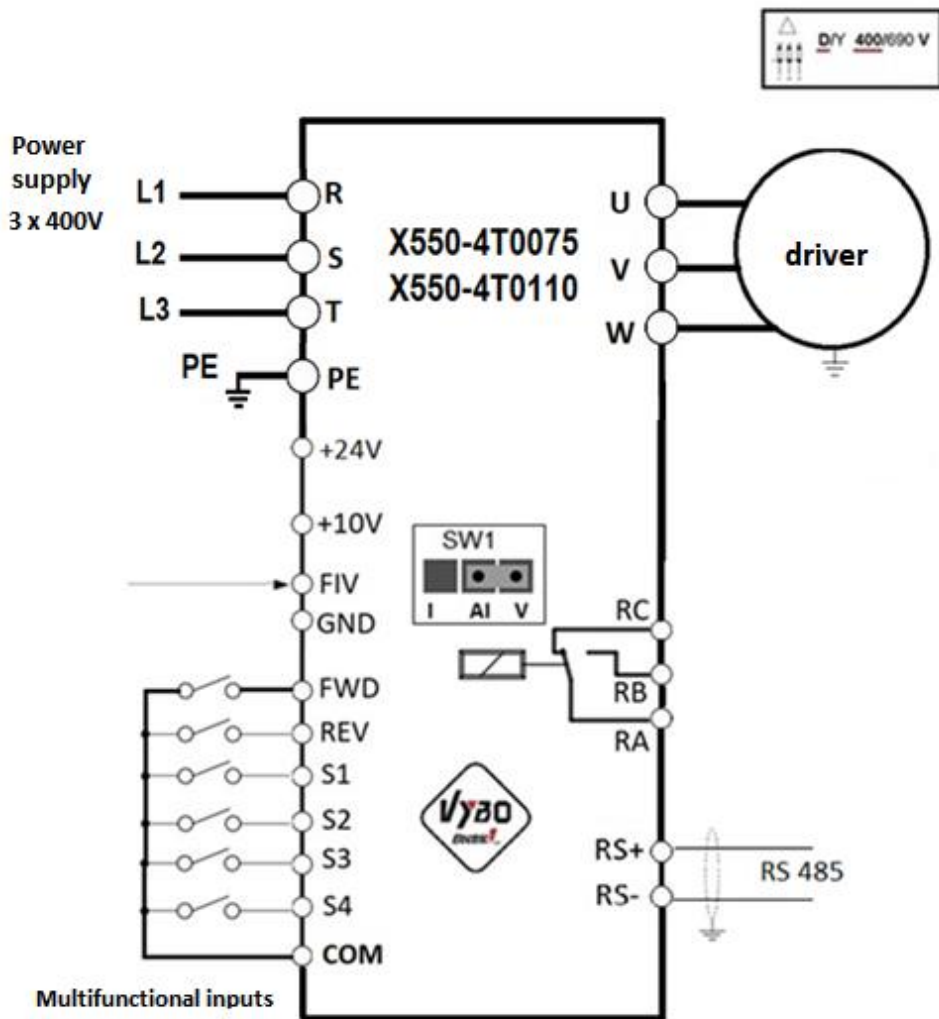 D/Y 400/690 V
Power
supply
3 x 400V
L1
R
L2
S
L3
T
PE
PE
U
V
W
X550-4T0075
X550-4T0110
driver
+24V
+10V
FIV
GND
SW1
I AI V
RC
RB
RA
FWD
REV
S1
S2
S3
S4
COM
VYBO
RS+
RS-
RS 485
Multifunctional inputs